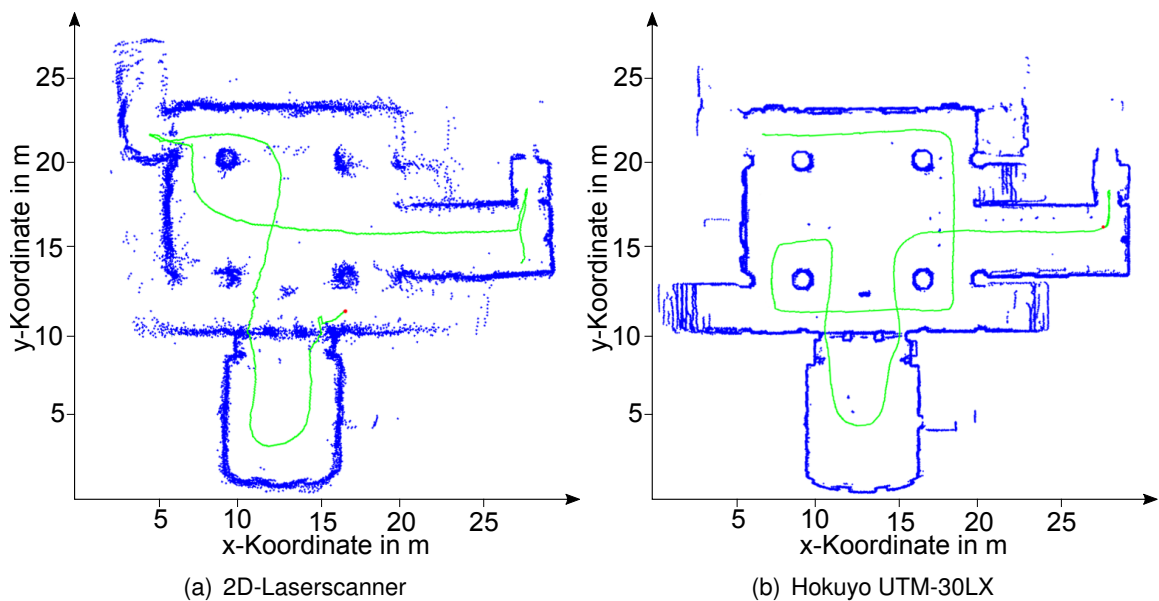 25
20
15
10
5
y-Koordinate in m
5 10 15 20 25
x-Koordinate in m
(a) 2D-Laserscanner
25
20
15
10
5
y-Koordinate in m
5 10 15 20 25
x-Koordinate in m
(b) Hokuyo UTM-30LX